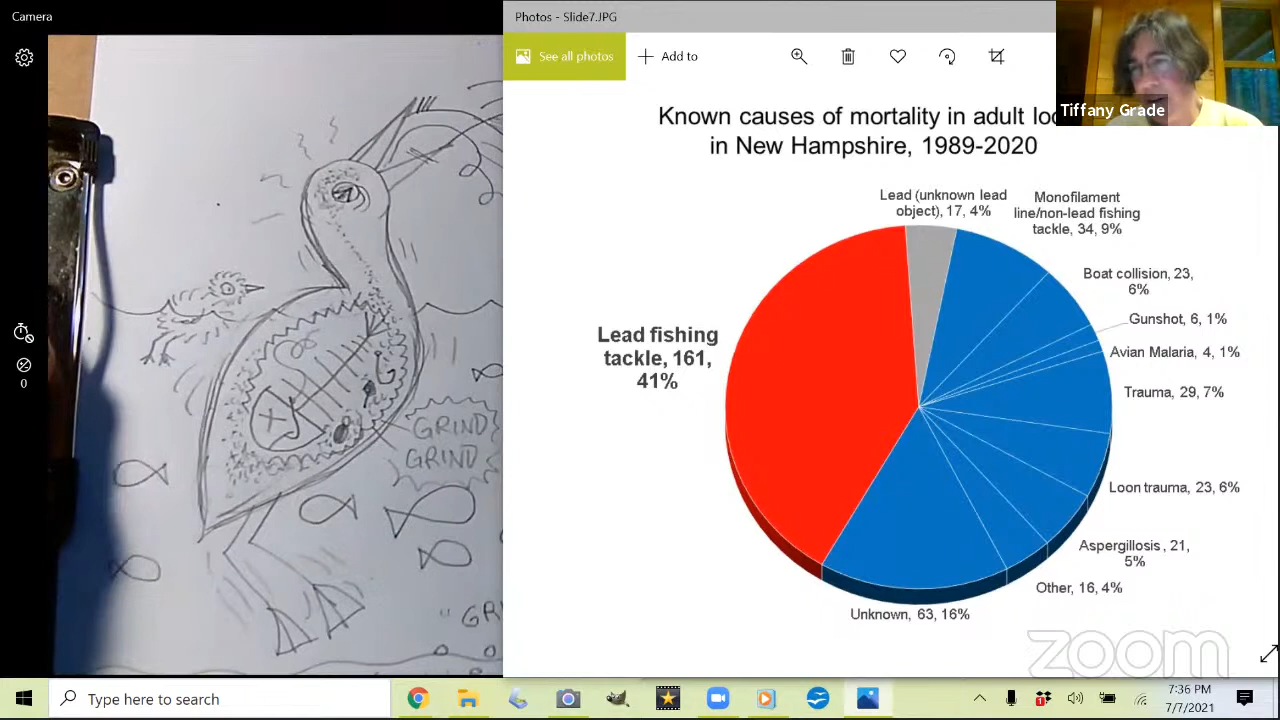 Camera
Photos - Slide7.JPG
See all photos
Add to
Tiffany Grade
Known causes of mortality in adult
in New Hampshire, 1989-2020
Lead (unknown lead
object), 17, 4%
Monofilament
line/non-lead fishing
tackle, 34, 9%
Boat collision, 23,
6%
Gunshot, 6, 1%
Avian Malaria, 4, 1%
Trauma, 29, 7%
Loon trauma, 23, 6%
Aspergillosis, 21,
5%
Other, 16, 4%
Unknown, 63, 16%
Lead fishing
tackle, 161,
41%
0
GRIND
GRIND
"GR
zoom
Type here to search
1
7:36 PM
7/7/2021